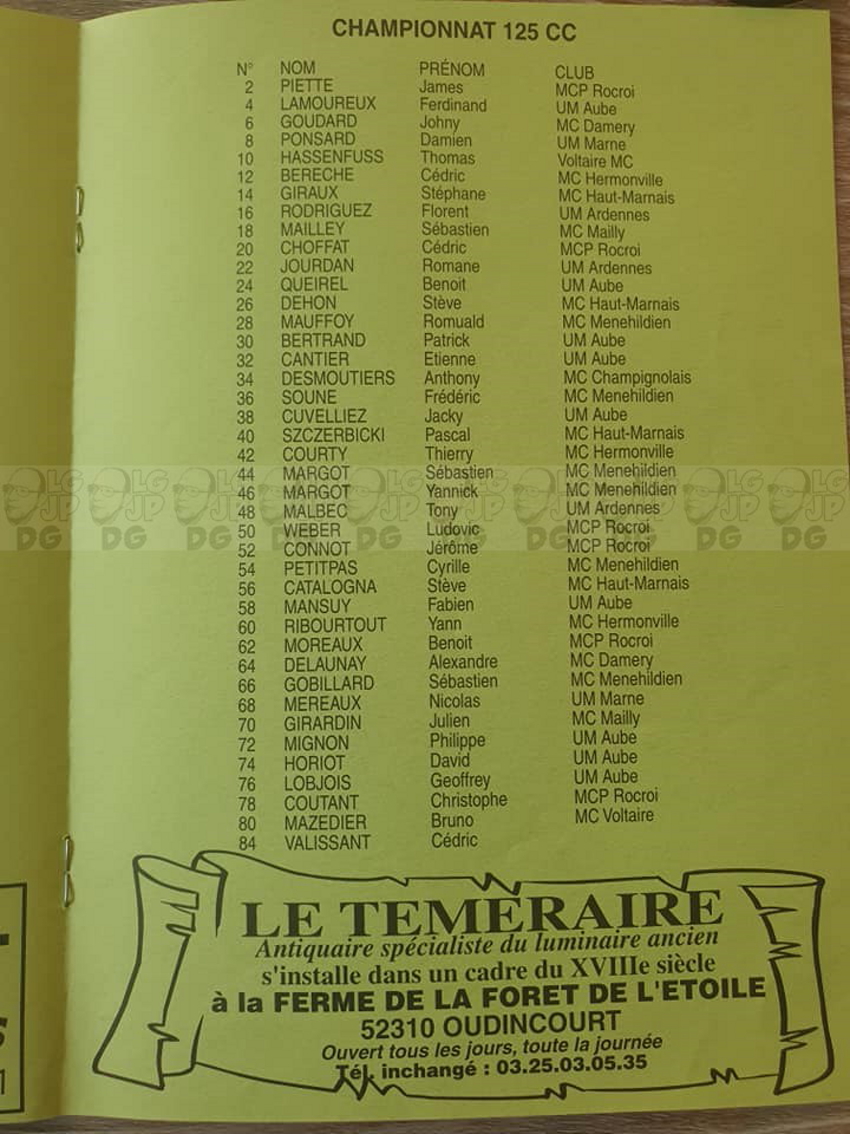 CHAMPIONNAT 125 CC
N° NOM PRÉNOM CLUB
2 PIETTE James MCP Rocroi
4 LAMOUREUX Ferdinand UM Aube
6 GOUDARD Johny MC Damery
8 PONSARD Damien UM Marne
10 HASSENFUSS Thomas Voltaire MC
12 BERECHE Cédric MC Hermonville
14 GIRAUX Stéphane MC Haut-Marnais
16 RODRIGUEZ Florent UM Ardennes
18 MAILLEY Sébastien MC Mailly
20 CHOFFAT Cédric MCP Rocroi
22 JOURDAN Romane UM Ardennes
24 QUEIREL Benoit UM Aube
26 DEHON Stève MC Haut-Marnais
28 MAUFFOY Romuald MC Menehildien
30 BERTRAND Patrick UM Aube
32 CANTIER Etienne UM Aube
34 DESMOUTIERS Anthony MC Champignolais
36 SOUNE Frédéric MC Menehildien
38 CUVELLIEZ Jacky UM Aube
40 SZCZERBICKI Pascal MC Haut-Marnais
42 COURTY Thierry MC Hermonville
44 MARGOT Sébastien MC Menehildien
46 MARGOT Yannick MC Menehildien
48 MALBEC Tony UM Ardennes
50 WEBER Ludovic MCP Rocroi
52 CONNOT Jérôme MCP Rocroi
54 PETITPAS Cyrille MC Menehildien
56 CATALOGNA Stève MC Haut-Marnais
58 MANSUY Fabien UM Aube
60 RIBOURTOUT Yann MC Hermonville
62 MOREAUX Benoit MCP Rocroi
64 DELAUNAY Alexandre MC Damery
66 GOBILLARD Sébastien MC Menehildien
68 MEREAUX Nicolas UM Marne
70 GIRARDIN Julien MC Mailly
72 MIGNON Philippe UM Aube
74 HORIOT David UM Aube
76 LOBJOIS Geoffrey UM Aube
78 COUTANT Christophe MCP Rocroi
80 MAZEDIER Bruno MC Voltaire
84 VALISSANT Cédric
LE TEMERAIRE
Antiquaire spécialiste du luminaire ancien
s'installe dans un cadre du XVIIIe siècle
à la FERME DE LA FORET DE L'ETOILE
52310 OUDINCOURT
Ouvert tous les jours, toute la journée
Tél. inchangé : 03.25.03.05.35